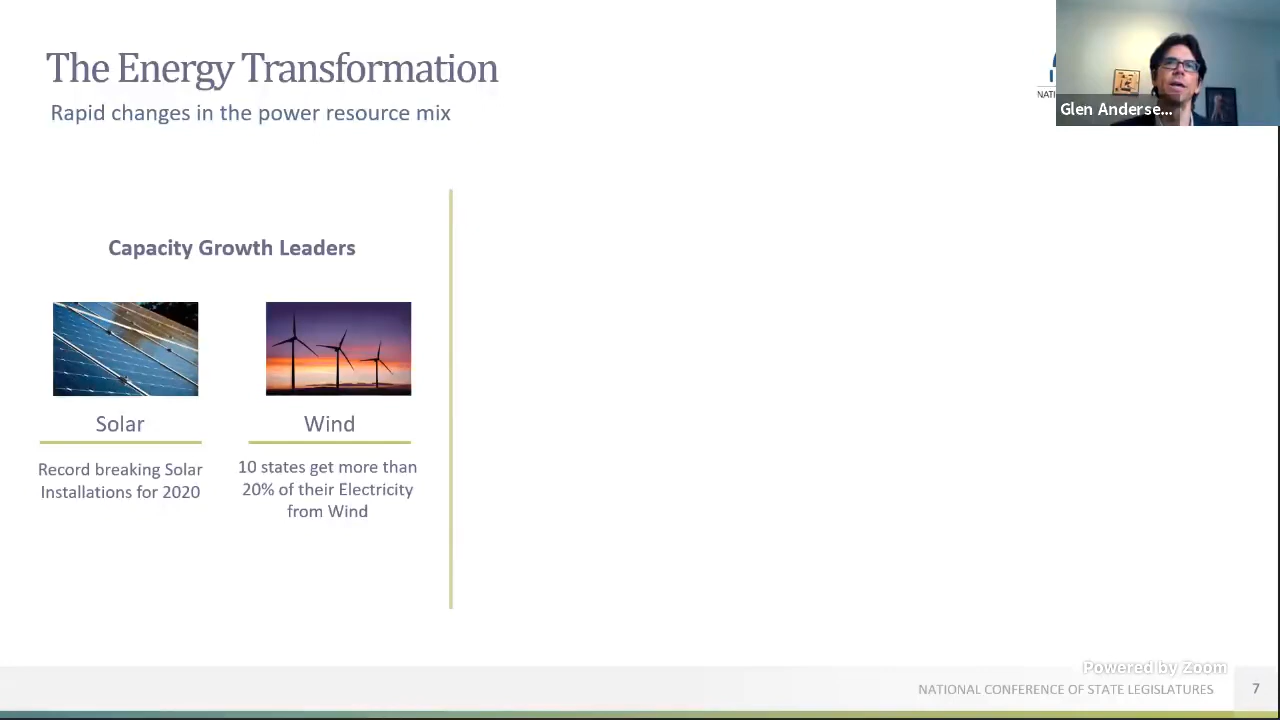 The Energy Transformation
Rapid changes in the power resource mix
NATI
Glen Anderse...
Capacity Growth Leaders
Solar
Wind
Record breaking Solar
Installations for 2020
10 states get more than
20% of their Electricity
from Wind
Powered by Zoom
NATIONAL CONFERENCE OF STATE LEGISLATURES
7